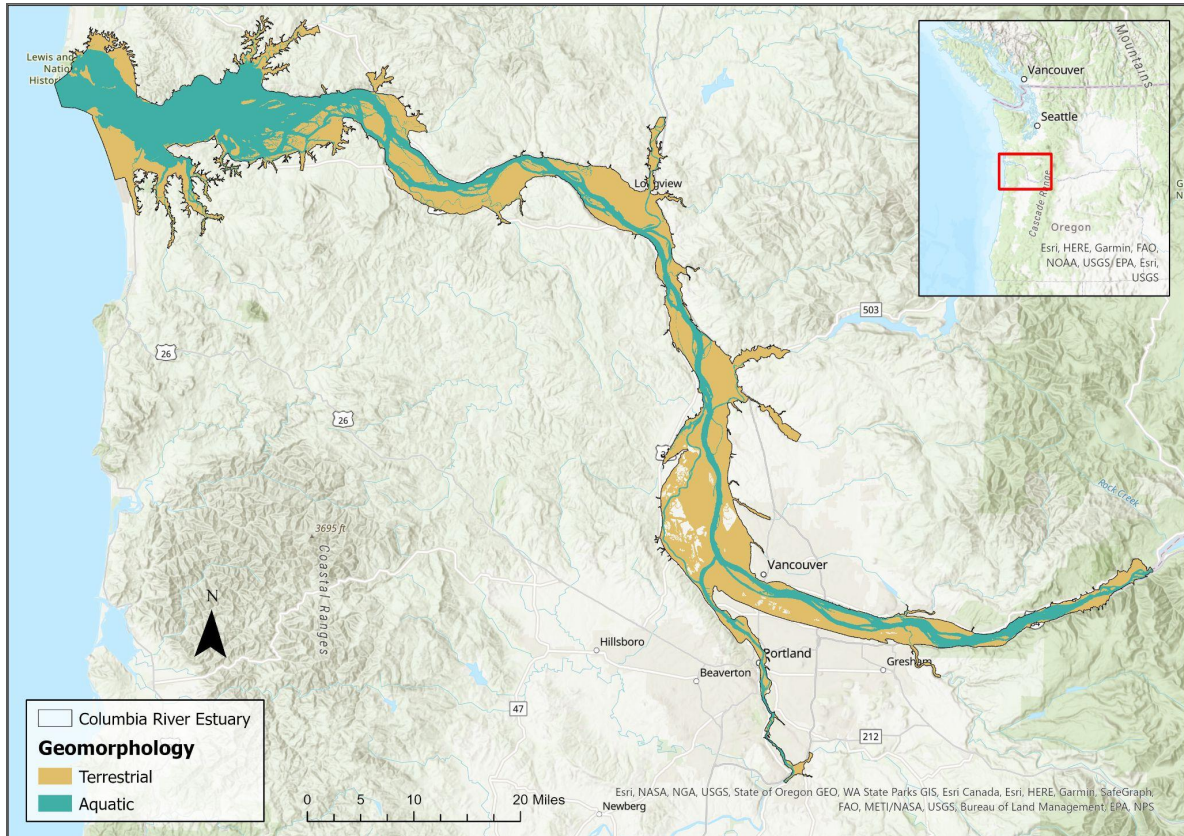 Lewis and
Natio
Histor
Longview
503
26
26
3695 ft
Coastal Ranges
Rock Creek
Vancouver
Hillsboro
Portland
Beaverton
Gresham
47
212
Newberg
N
Columbia River Estuary
Geomorphology
Terrestrial
Aquatic
0 5 10 20 Miles
Esri, NASA, NGA, USGS, State of Oregon GEO, WA State Parks GIS, Esri Canada, Esri, HERE, Garmin, SafeGraph,
FAO, METI/NASA, USGS, Bureau of Land Management, EPA, NPS
Mountains
Vancouver
Seattle
Cascade Range
Oregon
Esri, HERE, Garmin, FAO,
NOAA, USGS/EPA, Esri,
USGS